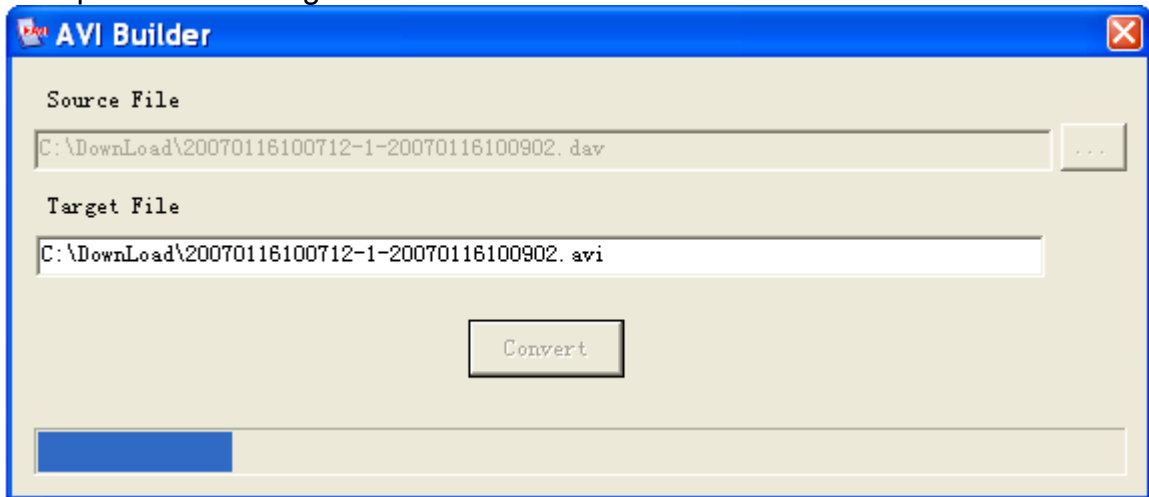 AVI Builder
Source File
C:\DownLoad\20070116100712-1-20070116100902.dav
...
Target File
C:\DownLoad\20070116100712-1-20070116100902.avi
Convert